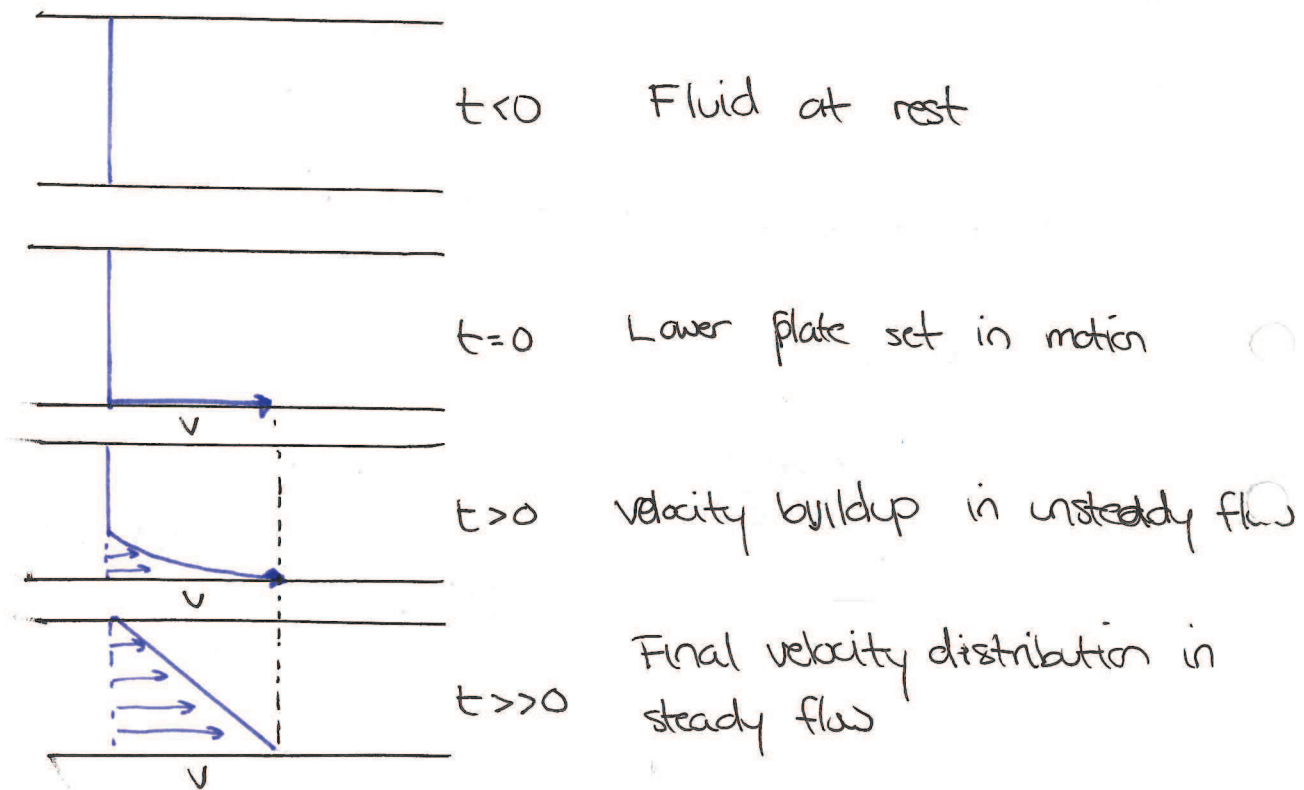 t<0 Fluid at rest
t=0 Lower plate set in motion
V
t>0 velocity buildup in unsteady flow
V
Final velocity distribution in
t>>0 steady flow
V